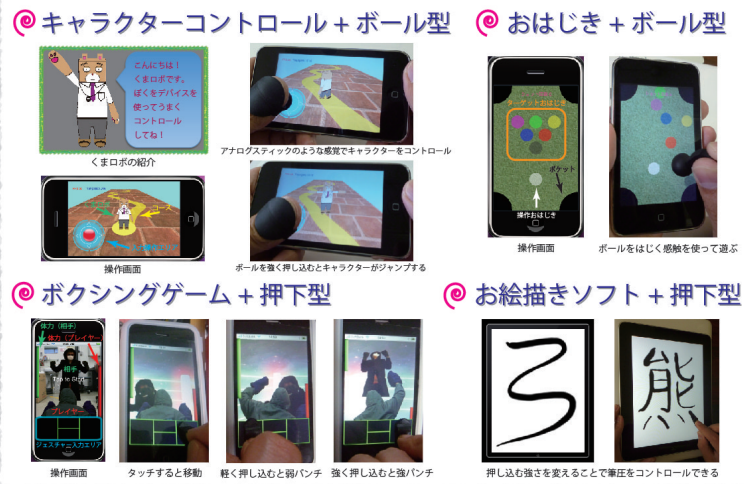 キャラクターコントロール + ボール型
こんにちは！
くまロボです。
ぼくをデバイスを
使ってうまく
コントロール
してね！
くまロボの紹介
アナログスティックのような感覚でキャラクターをコントロール
コース
操作画面
ボールを強く押し込むとキャラクターがジャンプする
おはじき + ボール型
ターゲットおはじき
ポケット
操作おはじき
操作画面
ボールをはじく感触を使って遊ぶ
ボクシングゲーム + 押下型
体力（相手）
体力（プレイヤー）
相手
Tap to Start
プレイヤー
ジェスチャー入力エリア
操作画面
タッチすると移動
軽く押し込むと弱パンチ
強く押し込むと強パンチ
お絵描きソフト + 押下型
弓
熊
押し込む強さを変えることで筆圧をコントロールできる